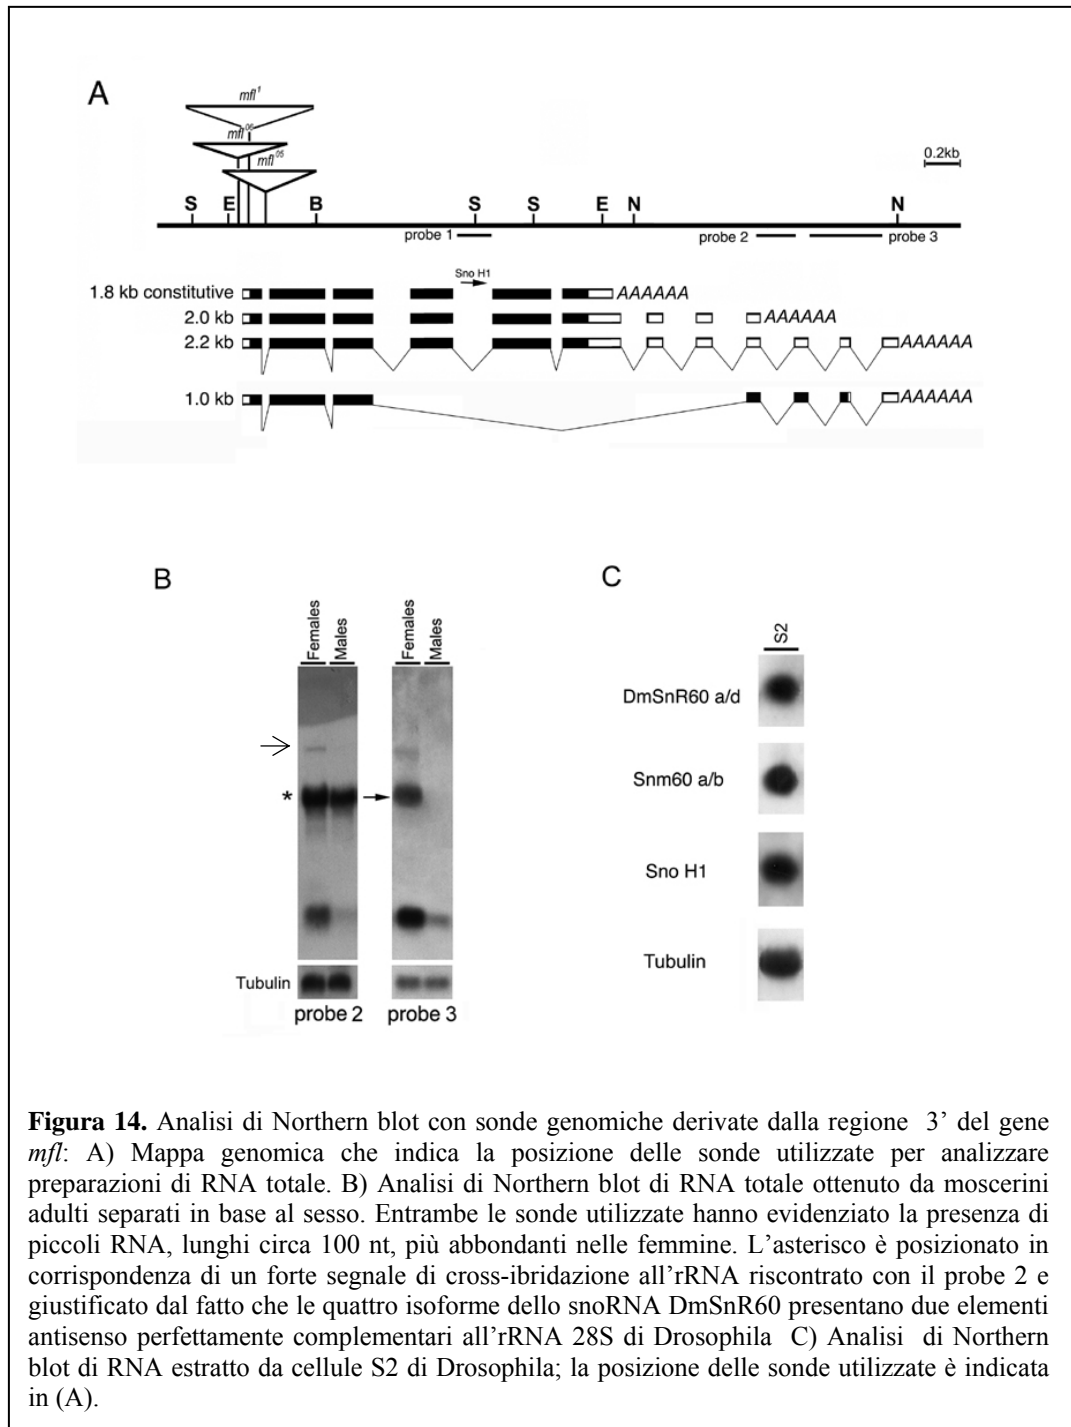 A
mfl1
mfl06
mfl05
0.2kb
S E B S S E N N
probe 1 probe 2 probe 3
Sno H1
1.8 kb constitutive AAAAAA
2.0 kb AAAAAA
2.2 kb AAAAAA
1.0 kb AAAAAA
B
Females Males Females Males
*
Tubulin
probe 2 probe 3
C
S2
DmSnR60 a/d
Snm60 a/b
Sno H1
Tubulin
Figura 14. Analisi di Northern blot con sonde genomiche derivate dalla regione 3’ del gene
mfl: A) Mappa genomica che indica la posizione delle sonde utilizzate per analizzare
preparazioni di RNA totale. B) Analisi di Northern blot di RNA totale ottenuto da moscerini
adulti separati in base al sesso. Entrambe le sonde utilizzate hanno evidenziato la presenza di
piccoli RNA, lunghi circa 100 nt, più abbondanti nelle femmine. L’asterisco è posizionato in
corrispondenza di un forte segnale di cross-ibridazione all’rRNA riscontrato con il probe 2 e
giustificato dal fatto che le quattro isoforme dello snoRNA DmSnR60 presentano due elementi
antisenso perfettamente complementari all’rRNA 28S di Drosophila C) Analisi di Northern
blot di RNA estratto da cellule S2 di Drosophila; la posizione delle sonde utilizzate è indicata
in (A).